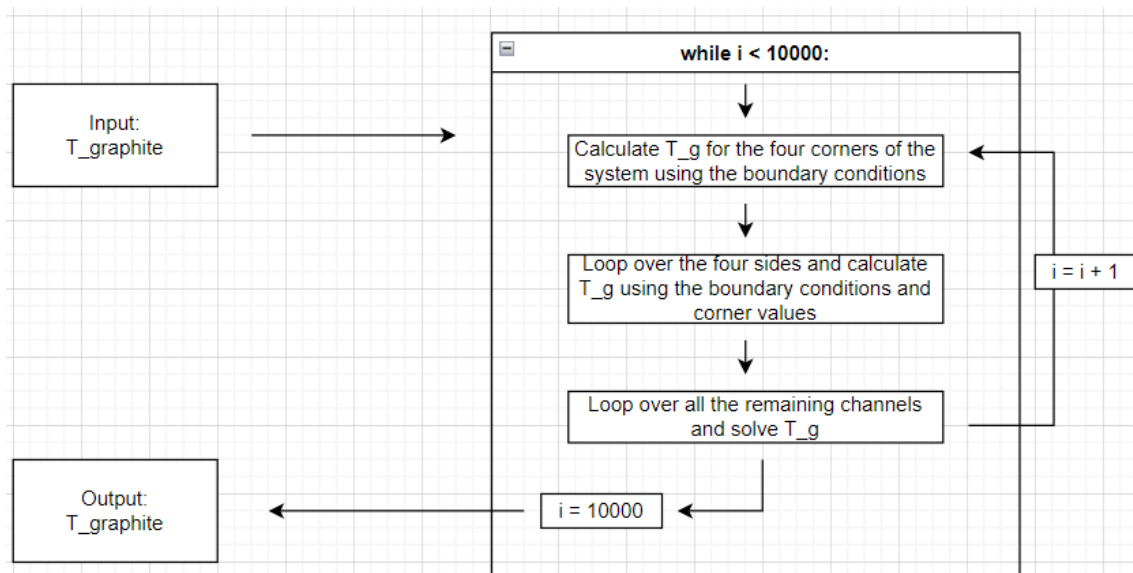 while i < 10000:
Input:
T_graphite
Calculate T_g for the four corners of the
system using the boundary conditions
Loop over the four sides and calculate
T_g using the boundary conditions and
corner values
i = i + 1
Loop over all the remaining channels
and solve T_g
i = 10000
Output:
T_graphite